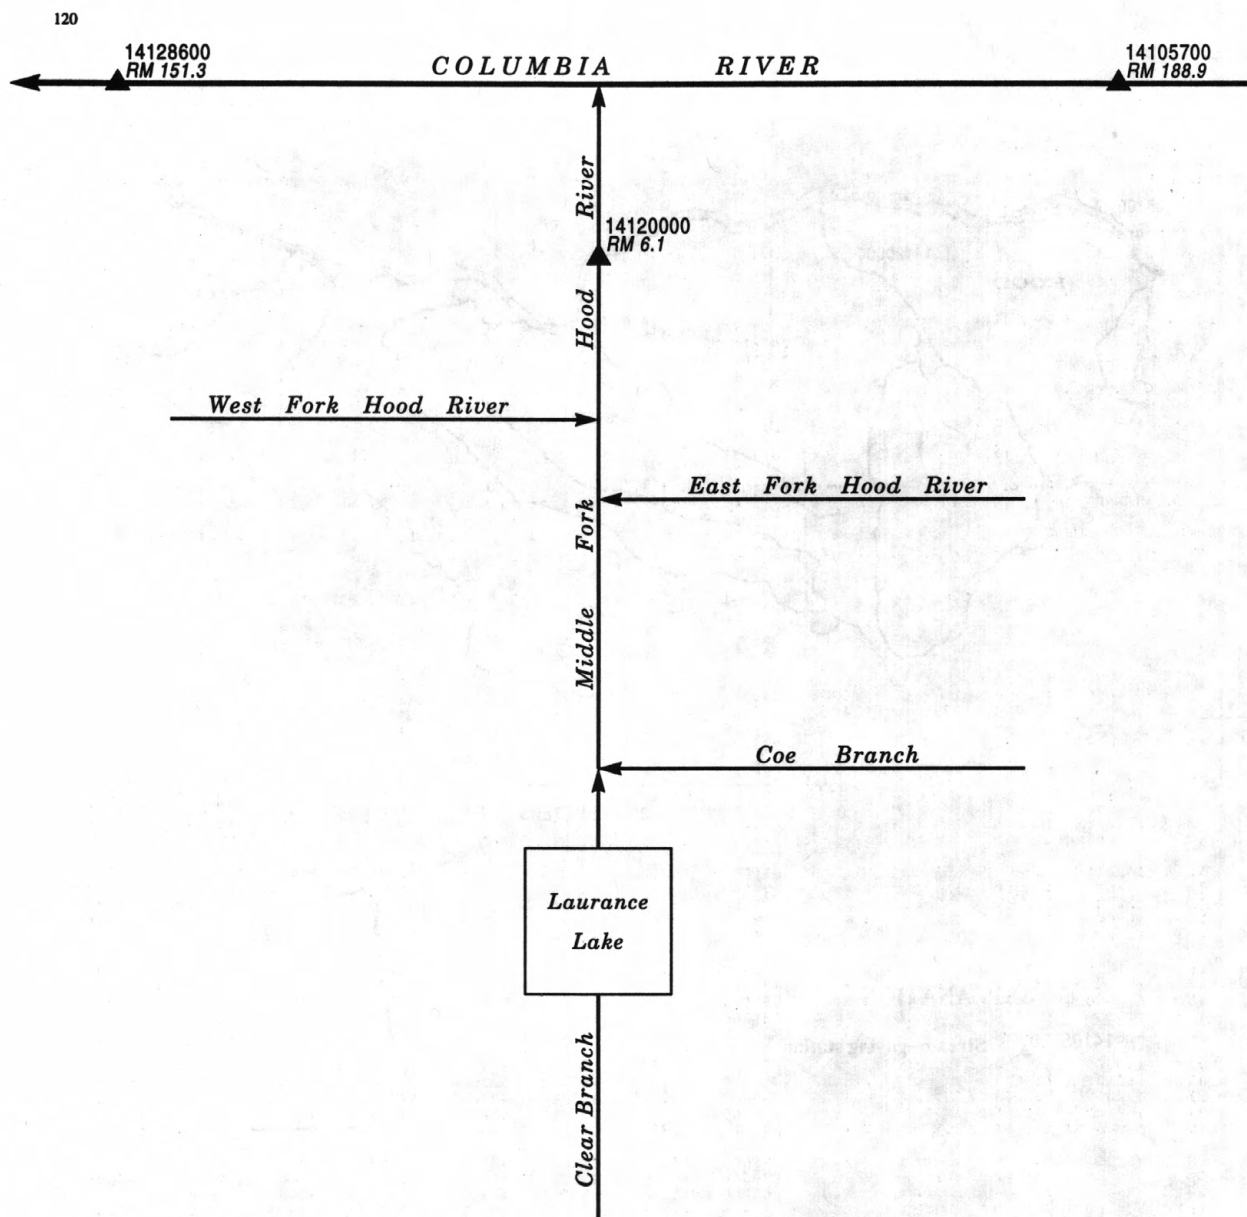 120
14128600
RM 151.3
COLUMBIA RIVER
14105700
RM 188.9
14120000
RM 6.1
West Fork Hood River
East Fork Hood River
Middle Fork Hood River
Coe Branch
Laurance
Lake
Clear Branch